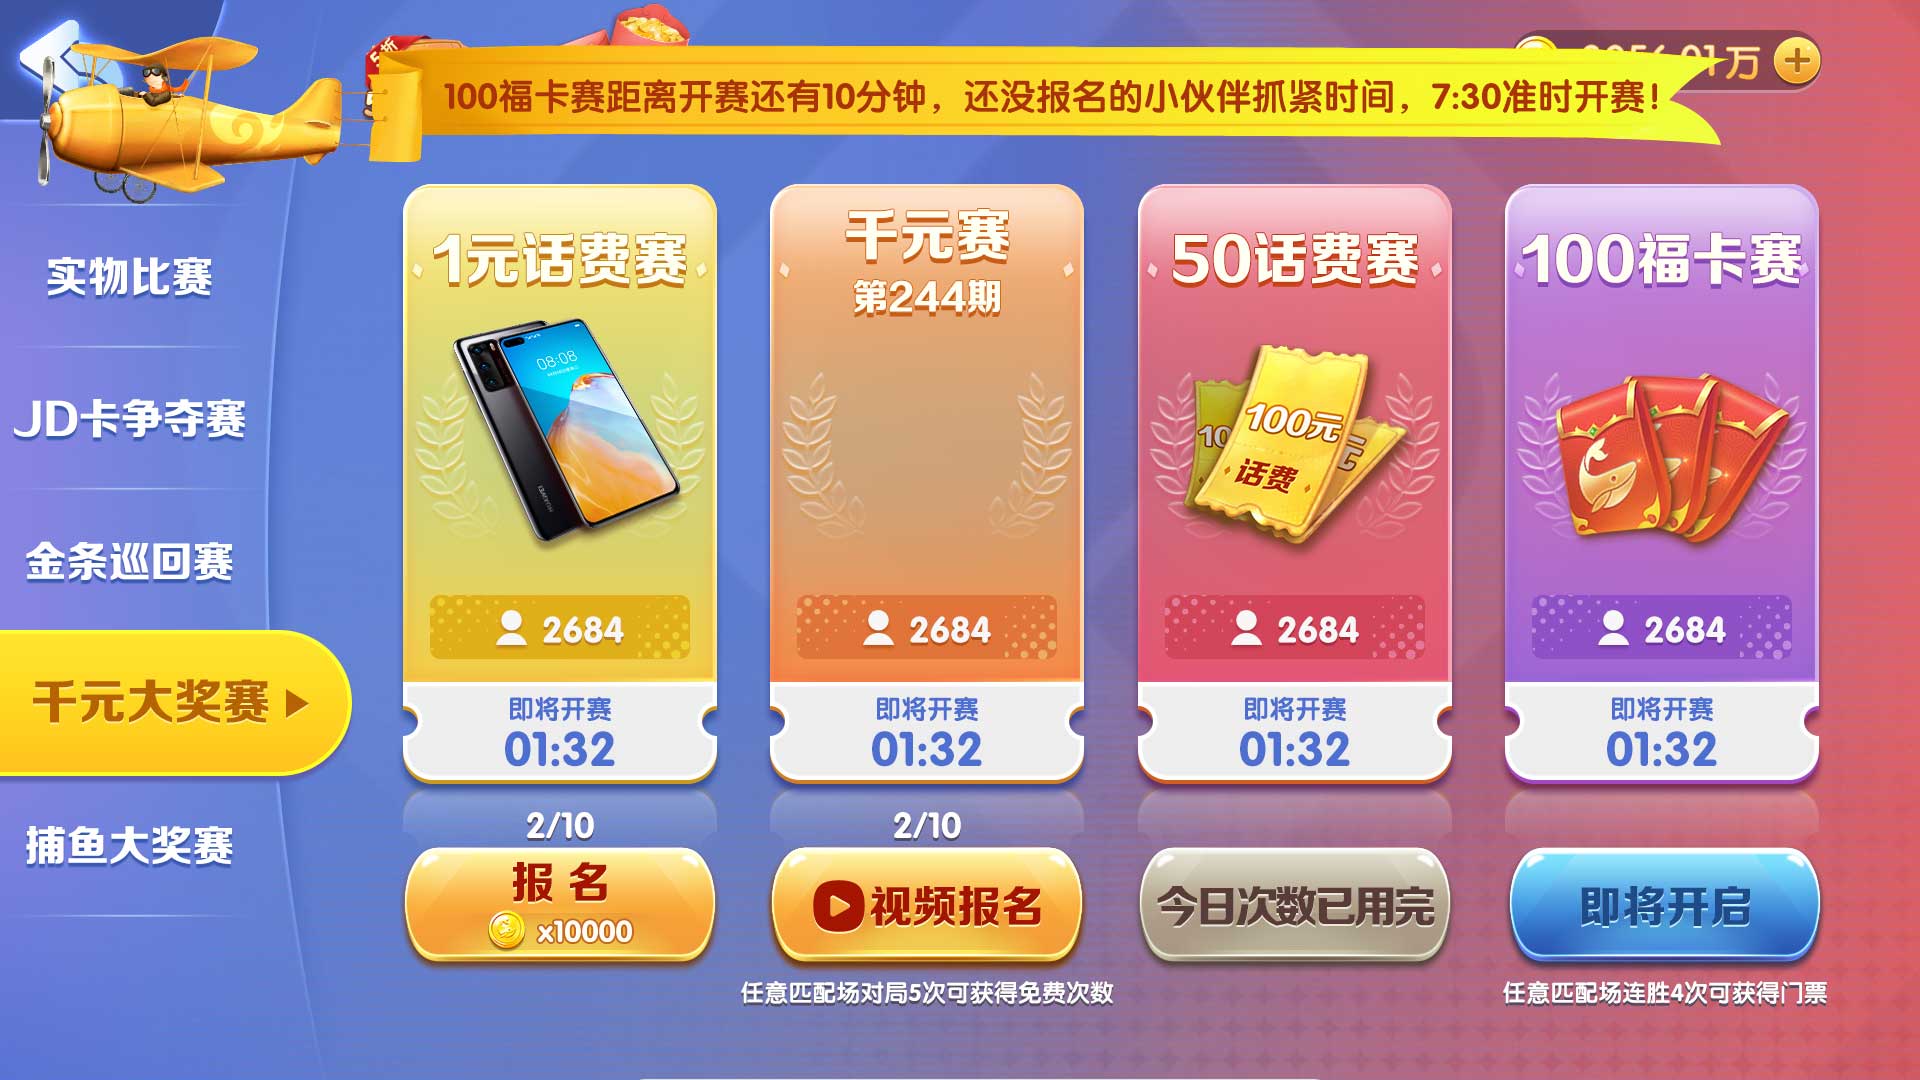 5折
100福卡赛距离开赛还有10分钟，还没报名的小伙伴抓紧时间，7:30准时开赛！
01万
实物比赛
JD卡争夺赛
金条巡回赛
千元大奖赛
捕鱼大奖赛
1元话费赛
08:08
HUAWEI
2684
即将开赛
01:32
2/10
报名
x10000
千元赛
第244期
2684
即将开赛
01:32
2/10
视频报名
任意匹配场对局5次可获得免费次数
50话费赛
10
100元
元
话费
2684
即将开赛
01:32
今日次数已用完
100福卡赛
2684
即将开赛
01:32
即将开启
任意匹配场连胜4次可获得门票